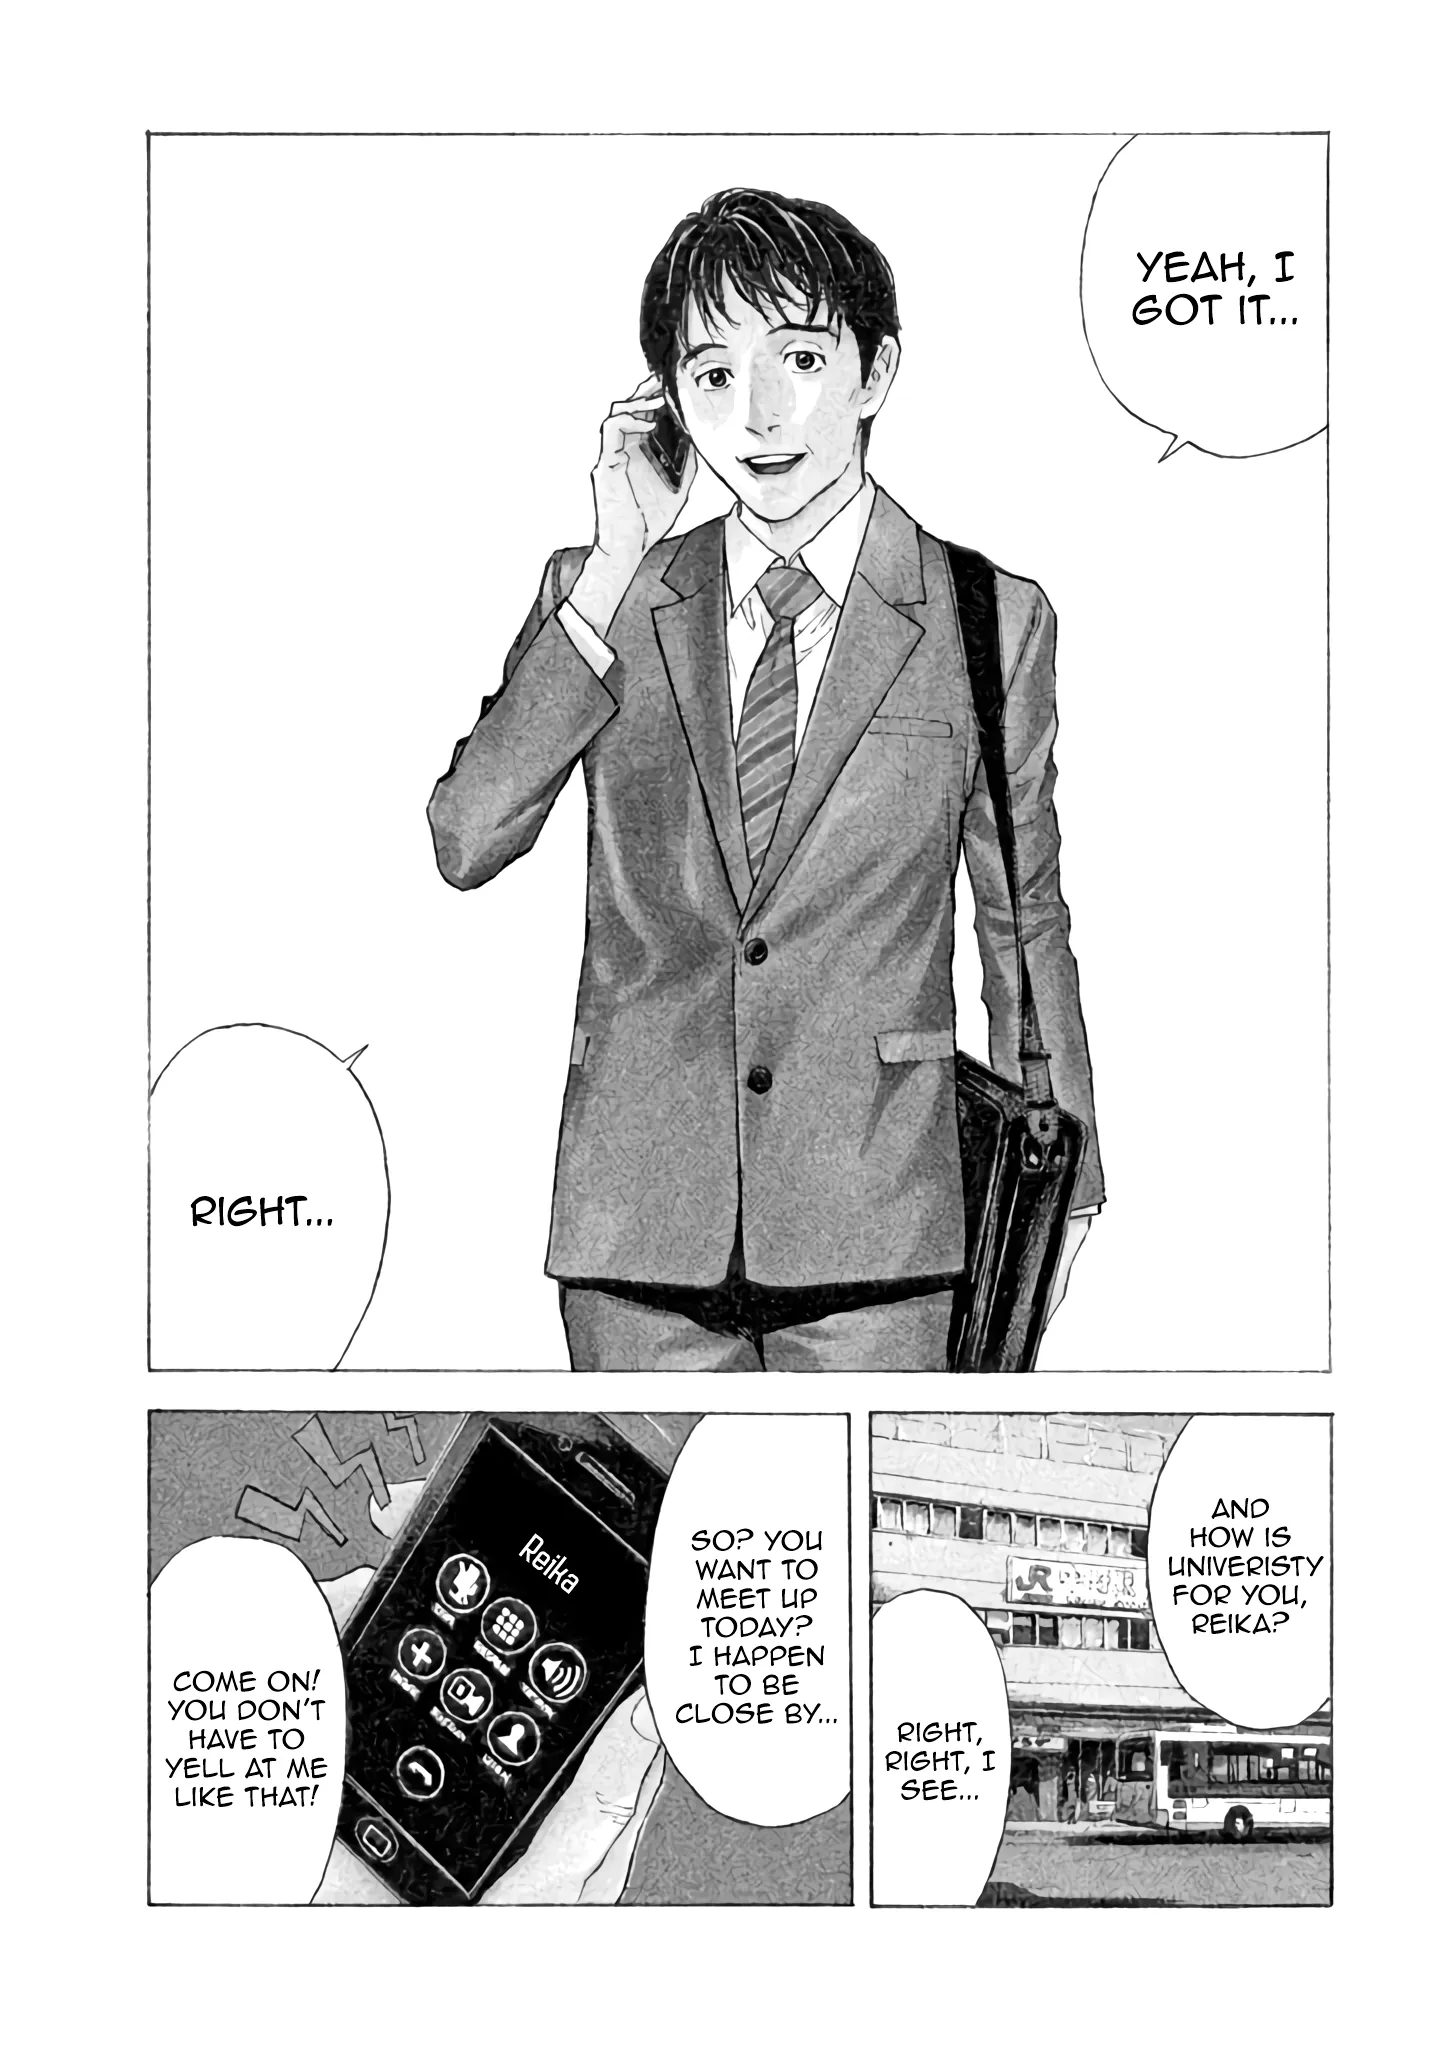 YEAH, I
GOT IT...
RIGHT...
AND
HOW IS
UNIVERISTY
FOR YOU,
REIKA?
JR
RIGHT,
RIGHT, I
SEE...
SO? YOU
WANT TO
MEET UP
TODAY?
I HAPPEN
TO BE
CLOSE BY...
Reika
COME ON!
YOU DON'T
HAVE TO
YELL AT ME
LIKE THAT!